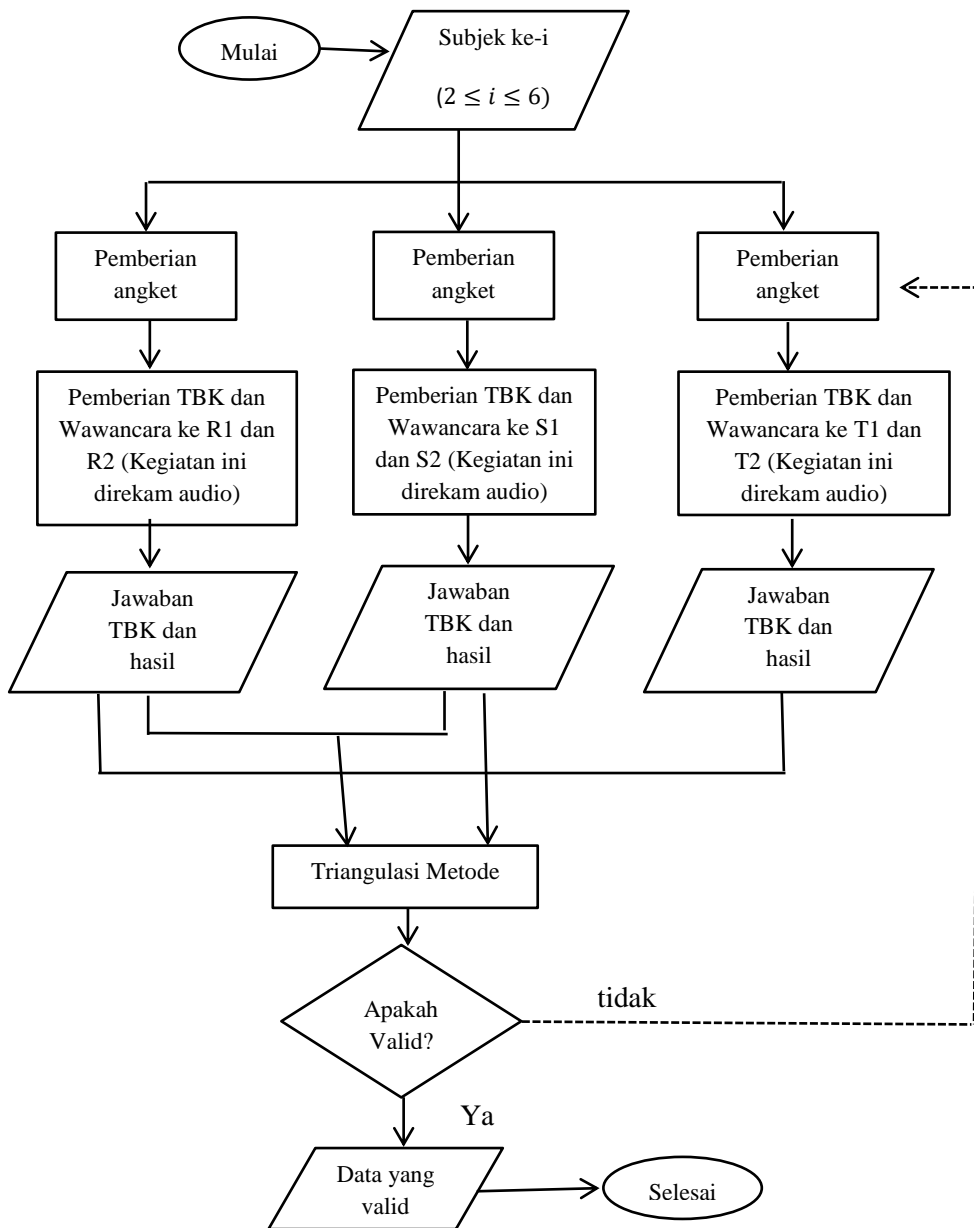 Mulai
Subjek ke-i
(2 ≤ 𝑖 ≤ 6)
Pemberian
angket
Pemberian
angket
Pemberian
angket
Pemberian TBK dan
Wawancara ke R1 dan
R2 (Kegiatan ini
direkam audio)
Pemberian TBK dan
Wawancara ke S1
dan S2 (Kegiatan ini
direkam audio)
Pemberian TBK dan
Wawancara ke T1 dan
T2 (Kegiatan ini
direkam audio)
Jawaban
TBK dan
hasil
Jawaban
TBK dan
hasil
Jawaban
TBK dan
hasil
Triangulasi Metode
Apakah
Valid?
tidak
Ya
Data yang
valid
Selesai